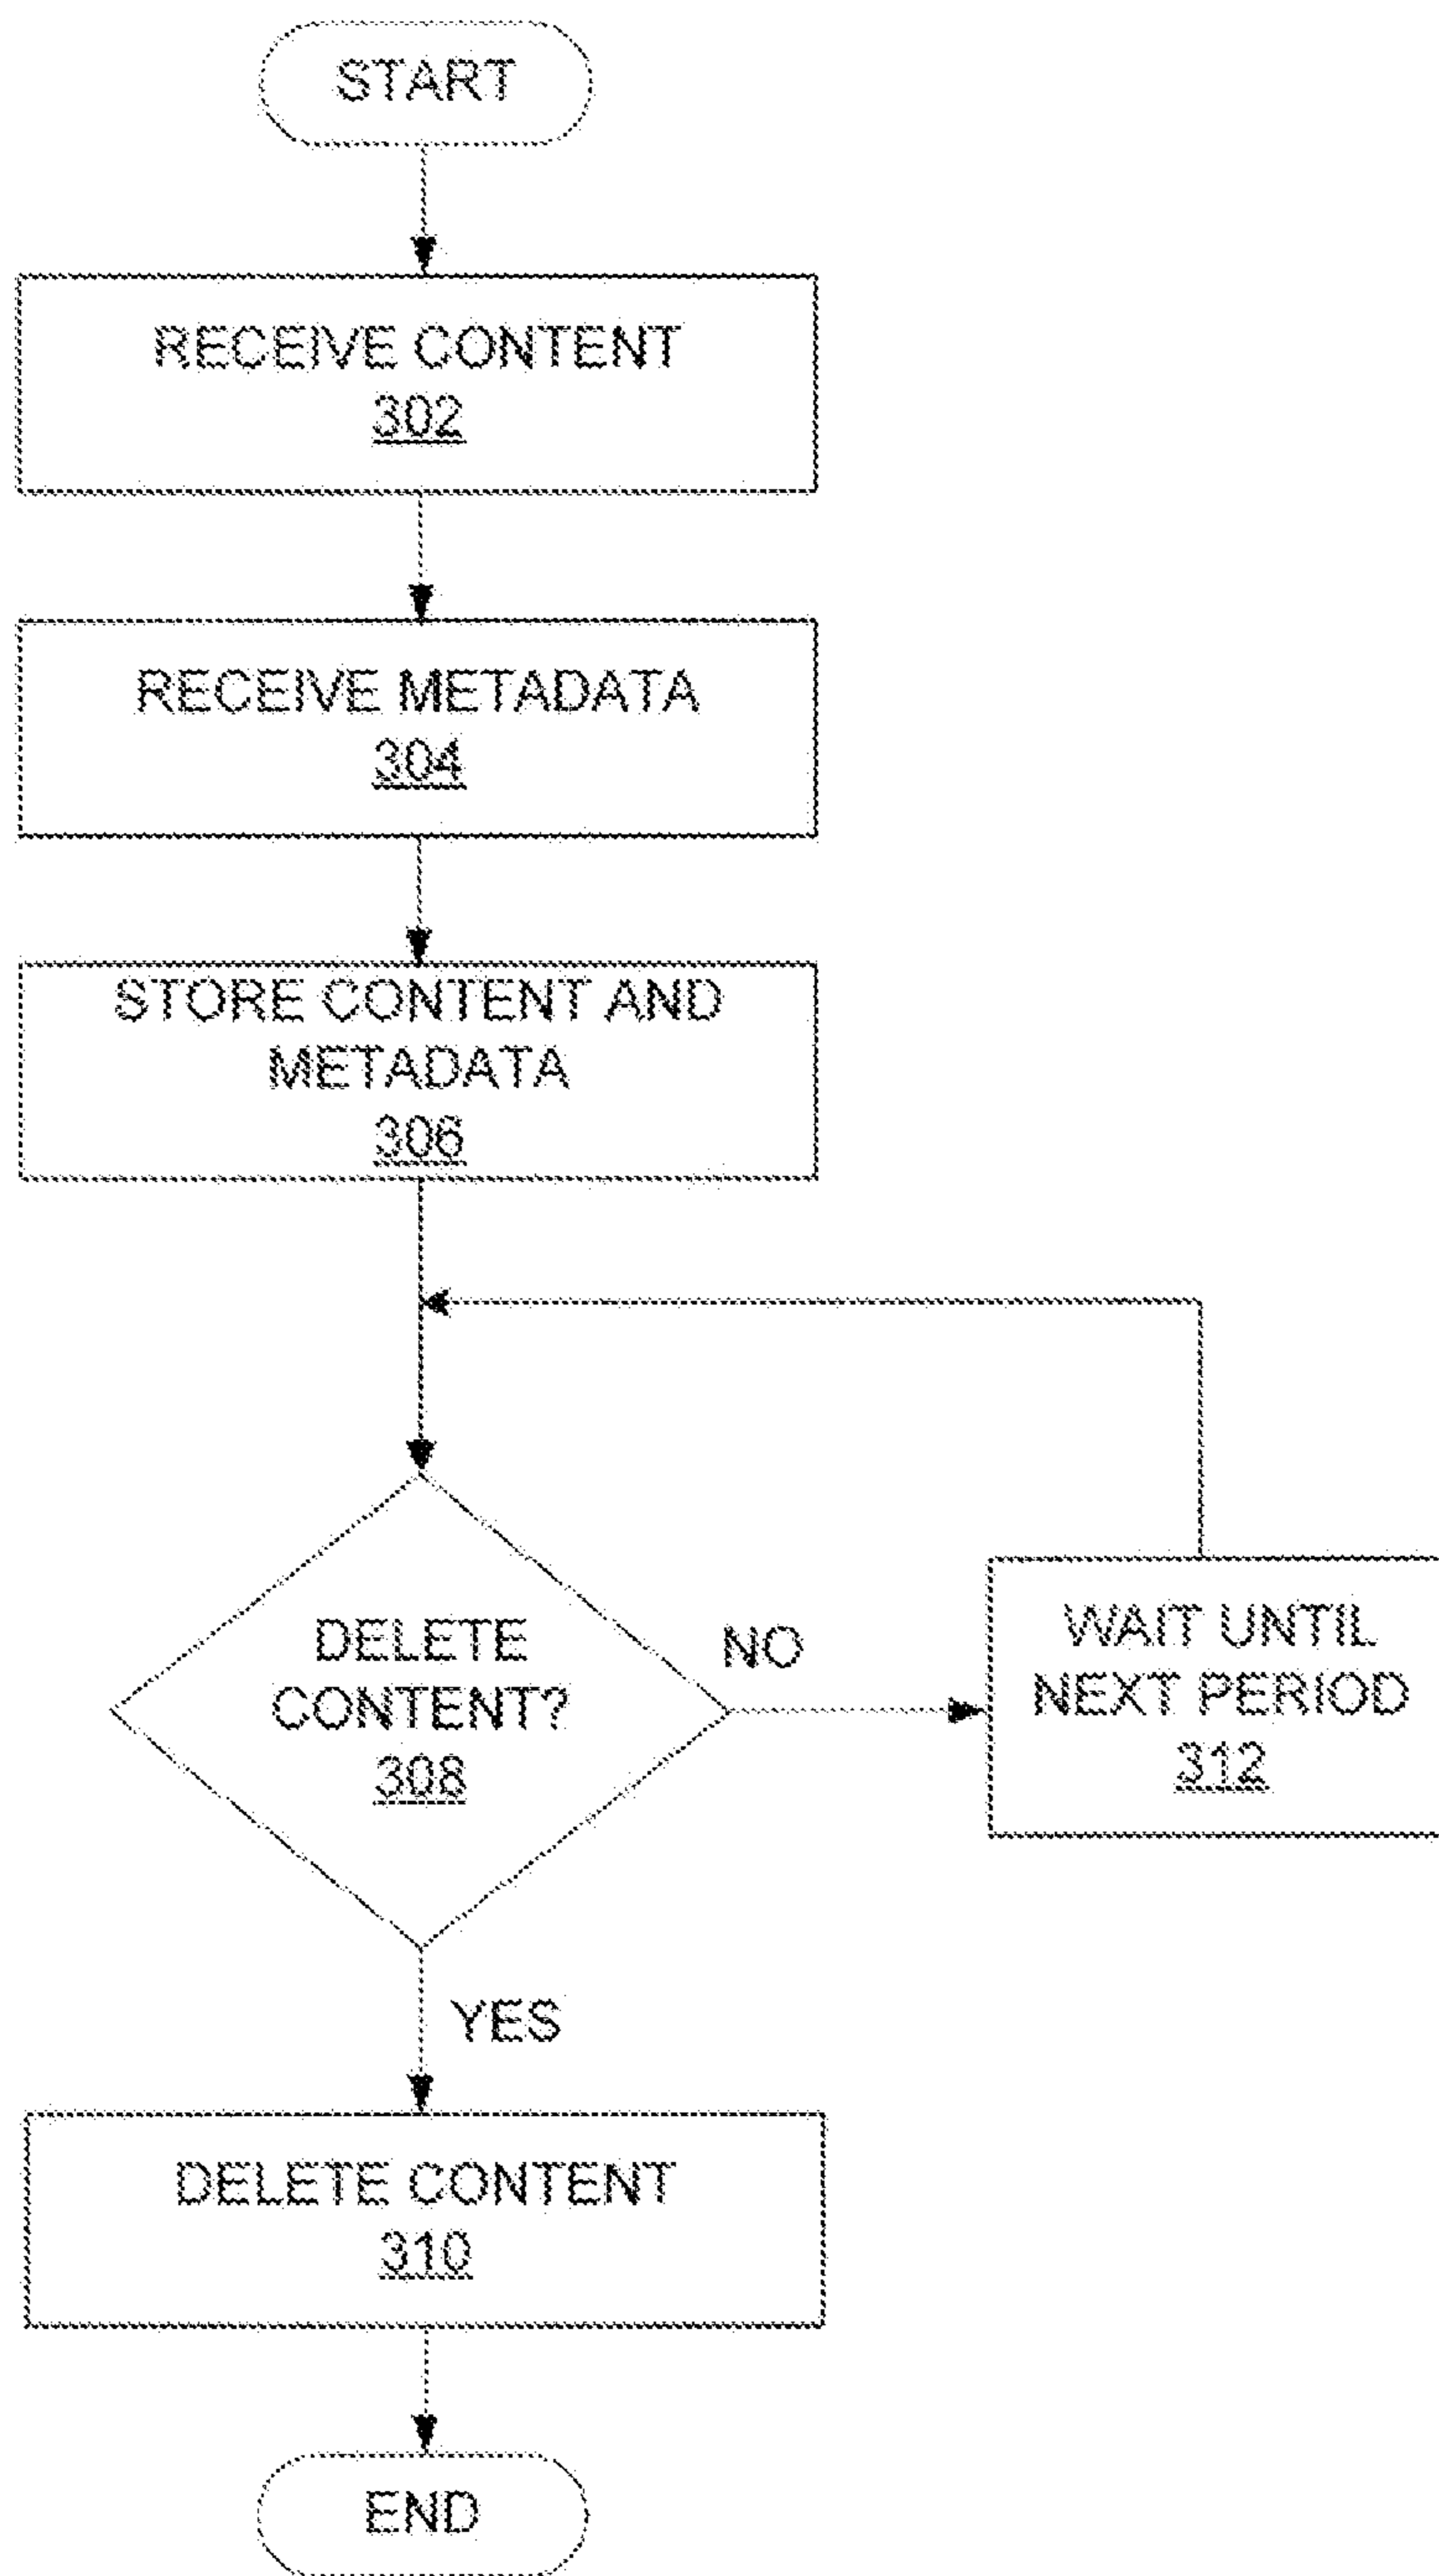 START
RECEIVE CONTENT
302
RECEIVE METADATA
304
STORE CONTENT AND
METADATA
306
DELETE
CONTENT?
308
NO
WAIT UNTIL
NEXT PERIOD
312
YES
DELETE CONTENT
310
END